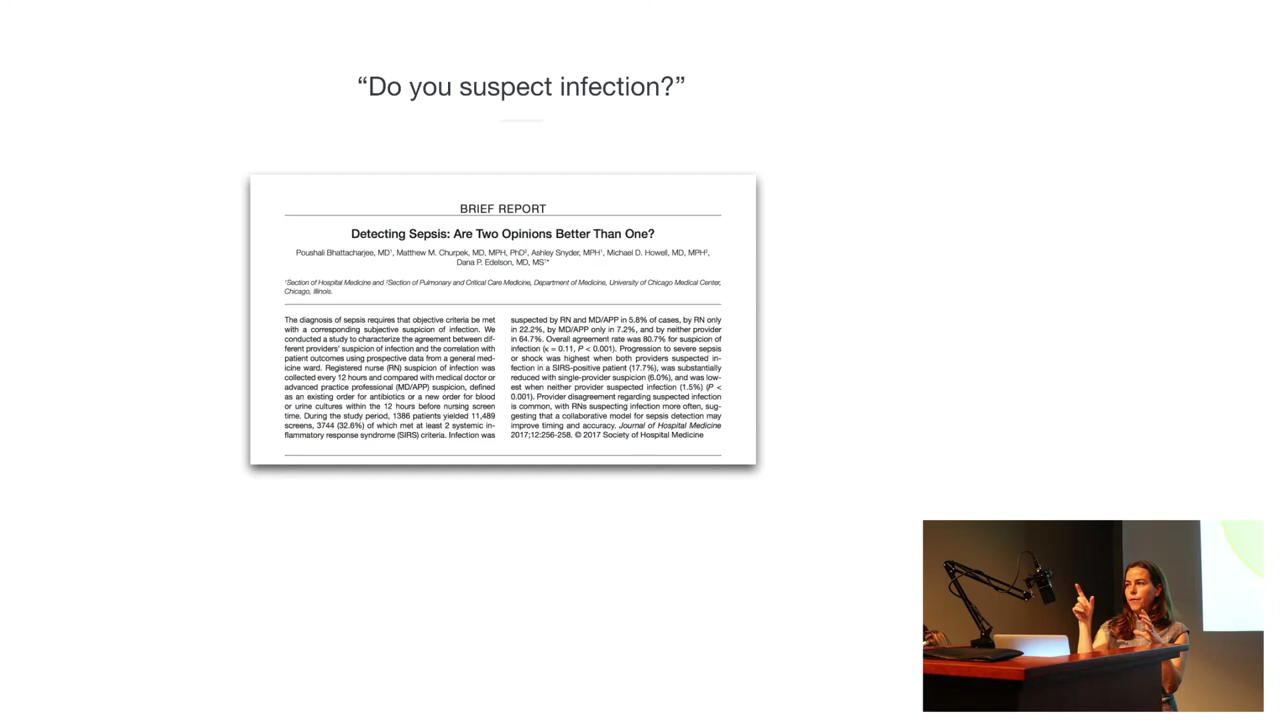 “Do you suspect infection?”
BRIEF REPORT
Detecting Sepsis: Are Two Opinions Better Than One?
Poushali Bhattacharjee, MD¹, Matthew M. Churpek, MD, MPH, PhD², Ashley Snyder, MPH¹, Michael D. Howell, MD, MPH²,
Dana P. Edelson, MD, MS¹*
¹Section of Hospital Medicine and ²Section of Pulmonary and Critical Care Medicine, Department of Medicine, University of Chicago Medical Center,
Chicago, Illinois.
The diagnosis of sepsis requires that objective criteria be met
with a corresponding subjective suspicion of infection. We
conducted a study to characterize the agreement between dif-
ferent providers’ suspicion of infection and the correlation with
patient outcomes using prospective data from a general med-
icine ward. Registered nurse (RN) suspicion of infection was
collected every 12 hours and compared with medical doctor or
advanced practice professional (MD/APP) suspicion, defined
as an existing order for antibiotics or a new order for blood
or urine cultures within the 12 hours before nursing screen
time. During the study period, 1386 patients yielded 11,489
screens, 3744 (32.6%) of which met at least 2 systemic in-
flammatory response syndrome (SIRS) criteria. Infection was
suspected by RN and MD/APP in 5.8% of cases, by RN only
in 22.2%, by MD/APP only in 7.2%, and by neither provider
in 64.7%. Overall agreement rate was 80.7% for suspicion of
infection (κ = 0.11, P < 0.001). Progression to severe sepsis
or shock was highest when both providers suspected in-
fection in a SIRS-positive patient (17.7%), was substantially
reduced with single-provider suspicion (6.0%), and was low-
est when neither provider suspected infection (1.5%) (P <
0.001). Provider disagreement regarding suspected infection
is common, with RNs suspecting infection more often, sug-
gesting that a collaborative model for sepsis detection may
improve timing and accuracy. Journal of Hospital Medicine
2017;12:256-258. © 2017 Society of Hospital Medicine